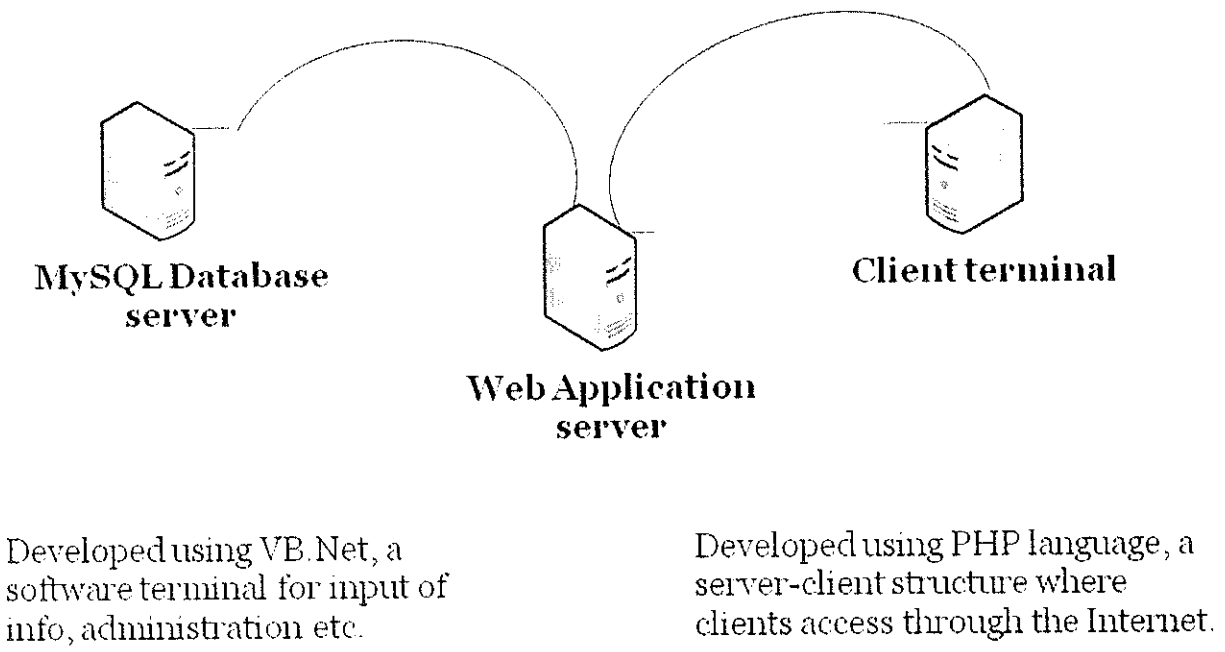 MySQL Database
server
Client terminal
Web Application
server
Developed using VB.Net, a
software terminal for input of
info, administration etc.
Developed using PHP language, a
server-client structure where
clients access through the Internet.